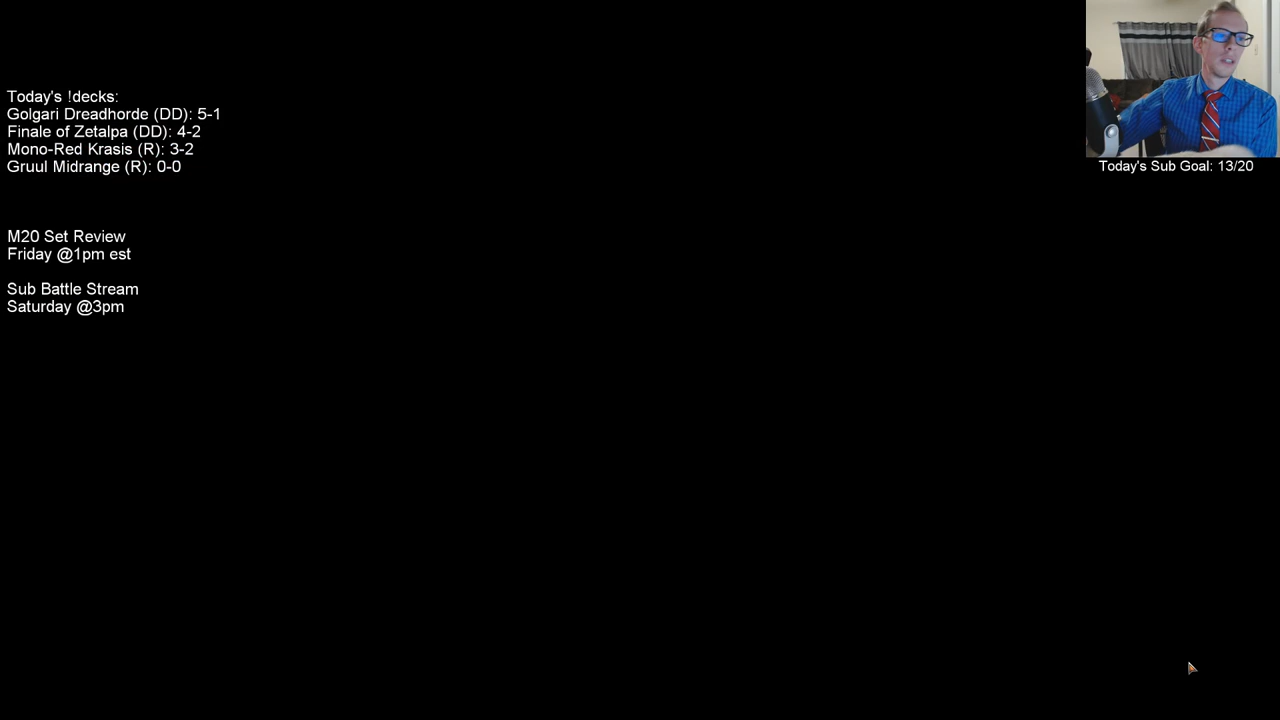 Today's !decks:
Golgari Dreadhorde (DD): 5-1
Finale of Zetalpa (DD): 4-2
Mono-Red Krasis (R): 3-2
Gruul Midrange (R): 0-0
M20 Set Review
Friday @1pm est
Sub Battle Stream
Saturday @3pm
Today's Sub Goal: 13/20